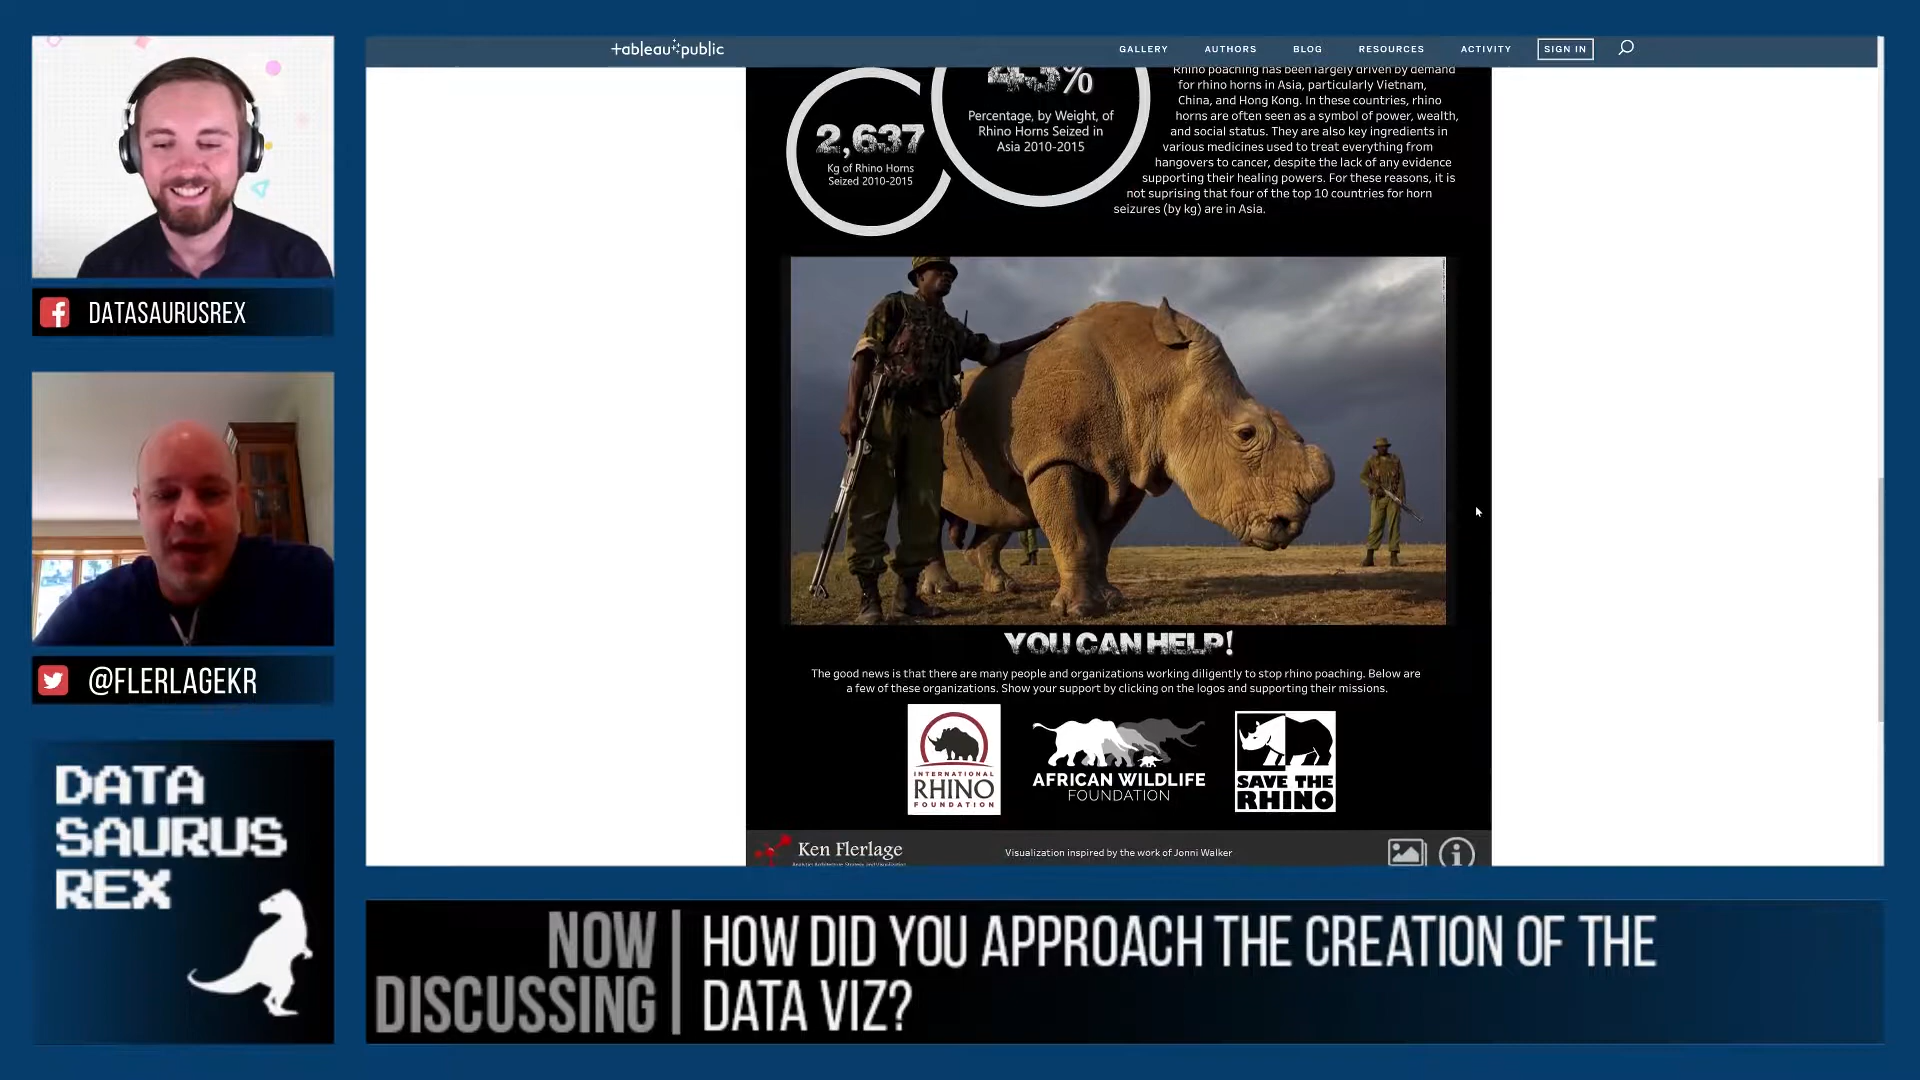 +ableau+public
GALLERY
AUTHORS
BLOG
RESOURCES
ACTIVITY
SIGN IN
43%
Percentage, by Weight, of
Rhino Horns Seized in
Asia 2010-2015
2,637
Kg of Rhino Horns
Seized 2010-2015
Rhino poaching has been largely driven by demand
for rhino horns in Asia, particularly Vietnam,
China, and Hong Kong. In these countries, rhino
horns are often seen as a symbol of power, wealth,
and social status. They are also key ingredients in
various medicines used to treat everything from
hangovers to cancer, despite the lack of any evidence
supporting their healing powers. For these reasons, it is
not suprising that four of the top 10 countries for horn
seizures (by kg) are in Asia.
DATASAURUSREX
@FLERLAGEKR
YOU CAN HELP!
The good news is that there are many people and organizations working diligently to stop rhino poaching. Below are
a few of these organizations. Show your support by clicking on the logos and supporting their missions.
INTERNATIONAL
RHINO
FOUNDATION
AFRICAN WILDLIFE
FOUNDATION
SAVE THE
RHINO
Ken Flerlage
Visualization inspired by the work of Jonni Walker
DATA
SAURUS
REX
NOW
DISCUSSING
HOW DID YOU APPROACH THE CREATION OF THE
DATA VIZ?